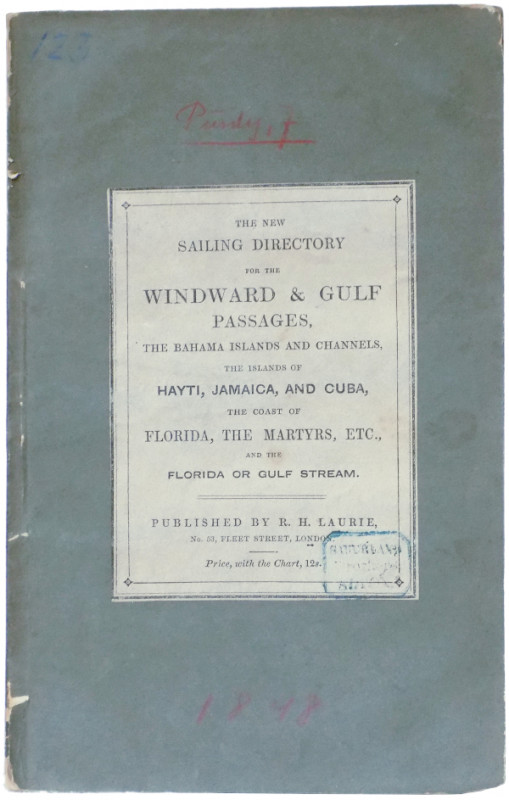 123
Purdy, J
THE NEW
SAILING DIRECTORY
FOR THE
WINDWARD & GULF
PASSAGES,
THE BAHAMA ISLANDS AND CHANNELS,
THE ISLANDS OF
HAYTI, JAMAICA, AND CUBA,
THE COAST OF
FLORIDA, THE MARTYRS, ETC.,
AND THE
FLORIDA OR GULF STREAM.
PUBLISHED BY R. H. LAURIE,
No. 53, FLEET STREET, LONDON.
Price, with the Chart, 12s.
1848